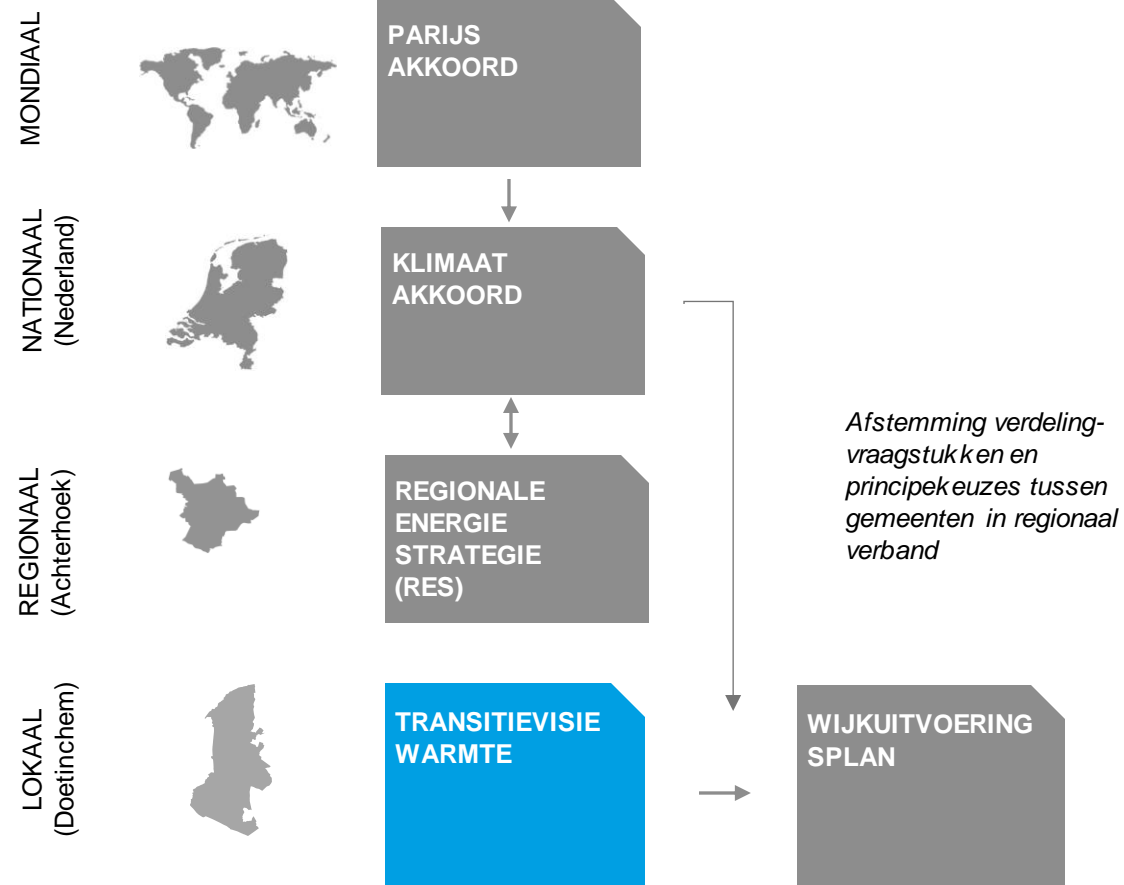 MONDIAAL
PARIJS
AKKOORD
NATIONAAL
(Nederland)
KLIMAAT
AKKOORD
Afstemming verdeling-
vraagstukken en
principekeuzes tussen
gemeenten in regionaal
verband
REGIONAAL
(Achterhoek)
REGIONALE
ENERGIE
STRATEGIE
(RES)
LOKAAL
(Doetinchem)
TRANSITIEVISIE
WARMTE
WIJKUITVOERING
SPLAN